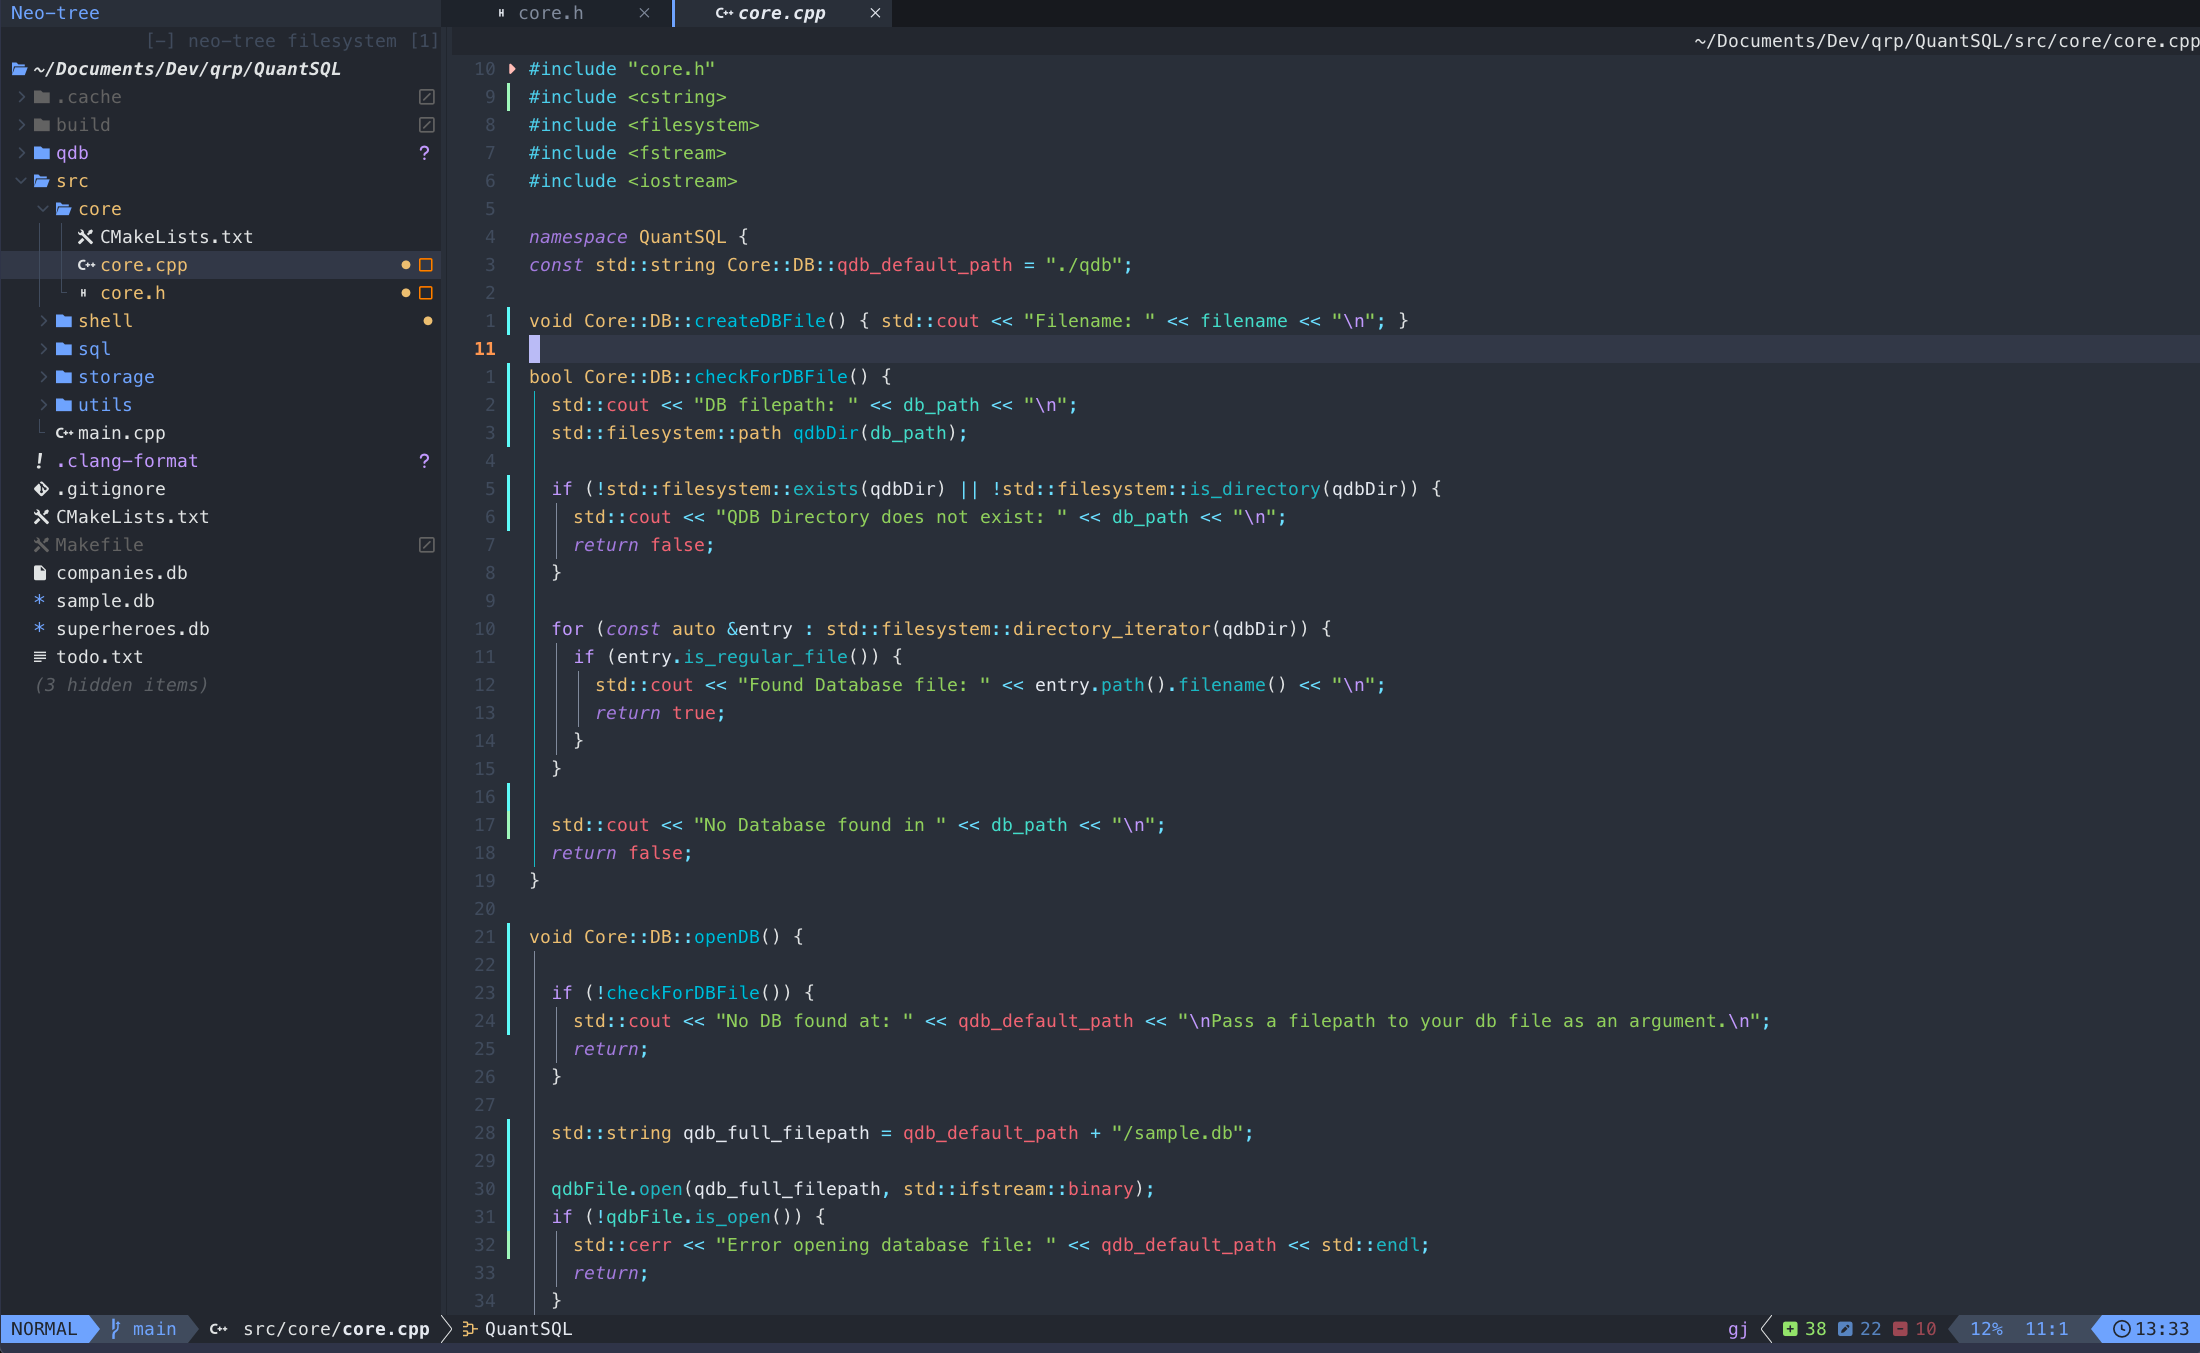 Neo-tree
core.h
core.cpp
[-] neo-tree filesystem [1]
~/Documents/Dev/qrp/QuantSQL/src/core/core.cpp
~/Documents/Dev/qrp/QuantSQL
.cache
build
qdb ?
src
core
CMakeLists.txt
core.cpp
core.h
shell
sql
storage
utils
main.cpp
.clang-format ?
.gitignore
CMakeLists.txt
Makefile
companies.db
* sample.db
* superheroes.db
todo.txt
(3 hidden items)
10 #include "core.h"
9 #include <cstring>
8 #include <filesystem>
7 #include <fstream>
6 #include <iostream>
5
4 namespace QuantSQL {
3 const std::string Core::DB::qdb_default_path = "./qdb";
2
1 void Core::DB::createDBFile() { std::cout << "Filename: " << filename << "\n"; }
11
1 bool Core::DB::checkForDBFile() {
2 std::cout << "DB filepath: " << db_path << "\n";
3 std::filesystem::path qdbDir(db_path);
4
5 if (!std::filesystem::exists(qdbDir) || !std::filesystem::is_directory(qdbDir)) {
6 std::cout << "QDB Directory does not exist: " << db_path << "\n";
7 return false;
8 }
9
10 for (const auto &entry : std::filesystem::directory_iterator(qdbDir)) {
11 if (entry.is_regular_file()) {
12 std::cout << "Found Database file: " << entry.path().filename() << "\n";
13 return true;
14 }
15 }
16
17 std::cout << "No Database found in " << db_path << "\n";
18 return false;
19 }
20
21 void Core::DB::openDB() {
22
23 if (!checkForDBFile()) {
24 std::cout << "No DB found at: " << qdb_default_path << "\nPass a filepath to your db file as an argument.\n";
25 return;
26 }
27
28 std::string qdb_full_filepath = qdb_default_path + "/sample.db";
29
30 qdbFile.open(qdb_full_filepath, std::ifstream::binary);
31 if (!qdbFile.is_open()) {
32 std::cerr << "Error opening database file: " << qdb_default_path << std::endl;
33 return;
34 }
NORMAL main src/core/core.cpp QuantSQL gj 38 22 10 12% 11:1 13:33